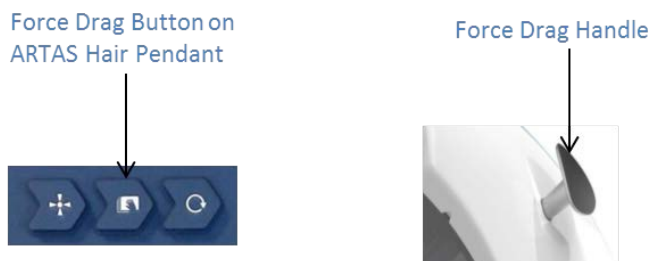 Force Drag Button on
ARTAS Hair Pendant
Force Drag Handle